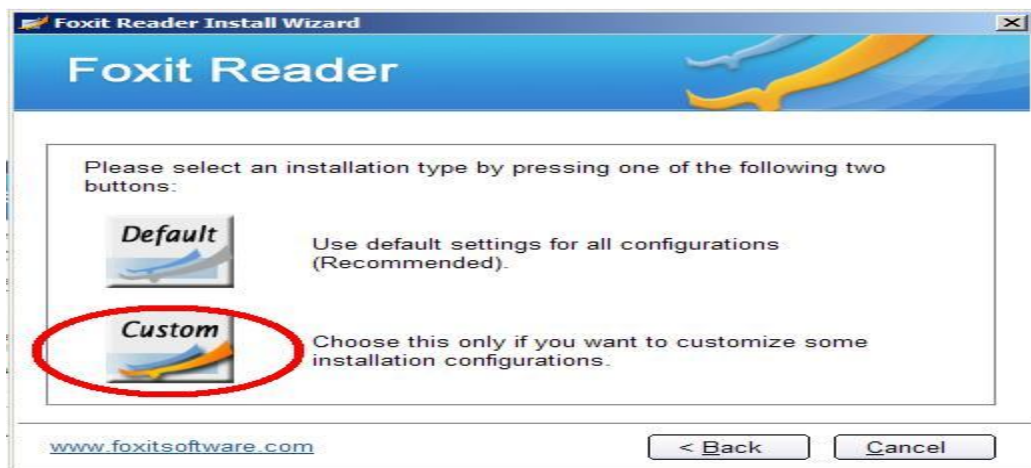 Foxit Reader Install Wizard
Foxit Reader
Please select an installation type by pressing one of the following two
buttons:
Default
Use default settings for all configurations
(Recommended).
Custom
Choose this only if you want to customize some
installation configurations.
www.foxitsoftware.com
< Back
Cancel